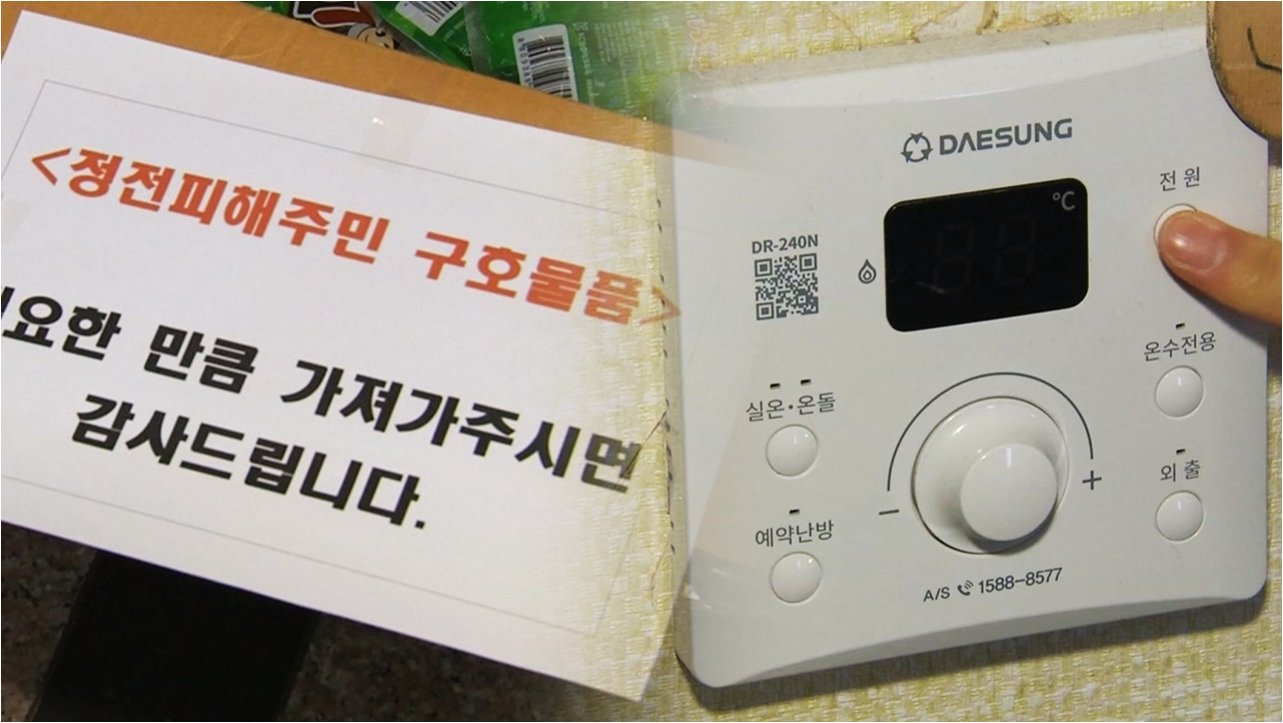 <정전피해주민 구호물품>
요한 만큼 가져가주시면
감사드립니다.
DAESUNG
전원
°C
DR-240N
온수전용
실온·온돌
외출
- +
예약난방
A/S 1588-8577